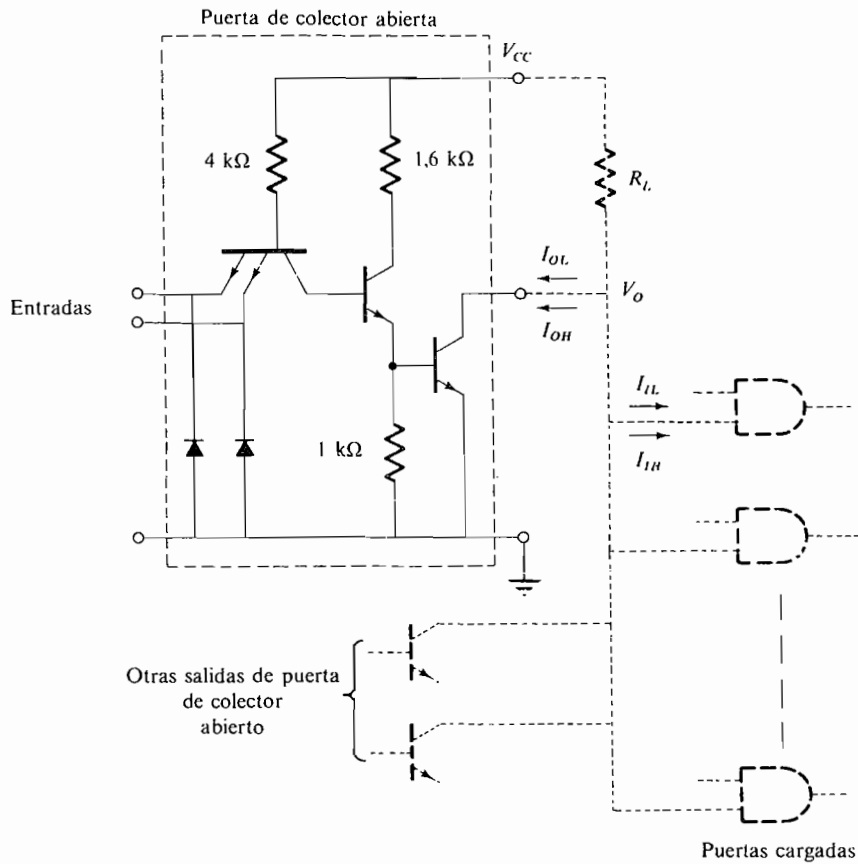 Puerta de colector abierta
V_CC
4 kΩ
1,6 kΩ
R_L
I_OL
Entradas
V_O
I_OH
I_IL
1 kΩ
I_IH
Otras salidas de puerta
de colector
abierto
Puertas cargadas